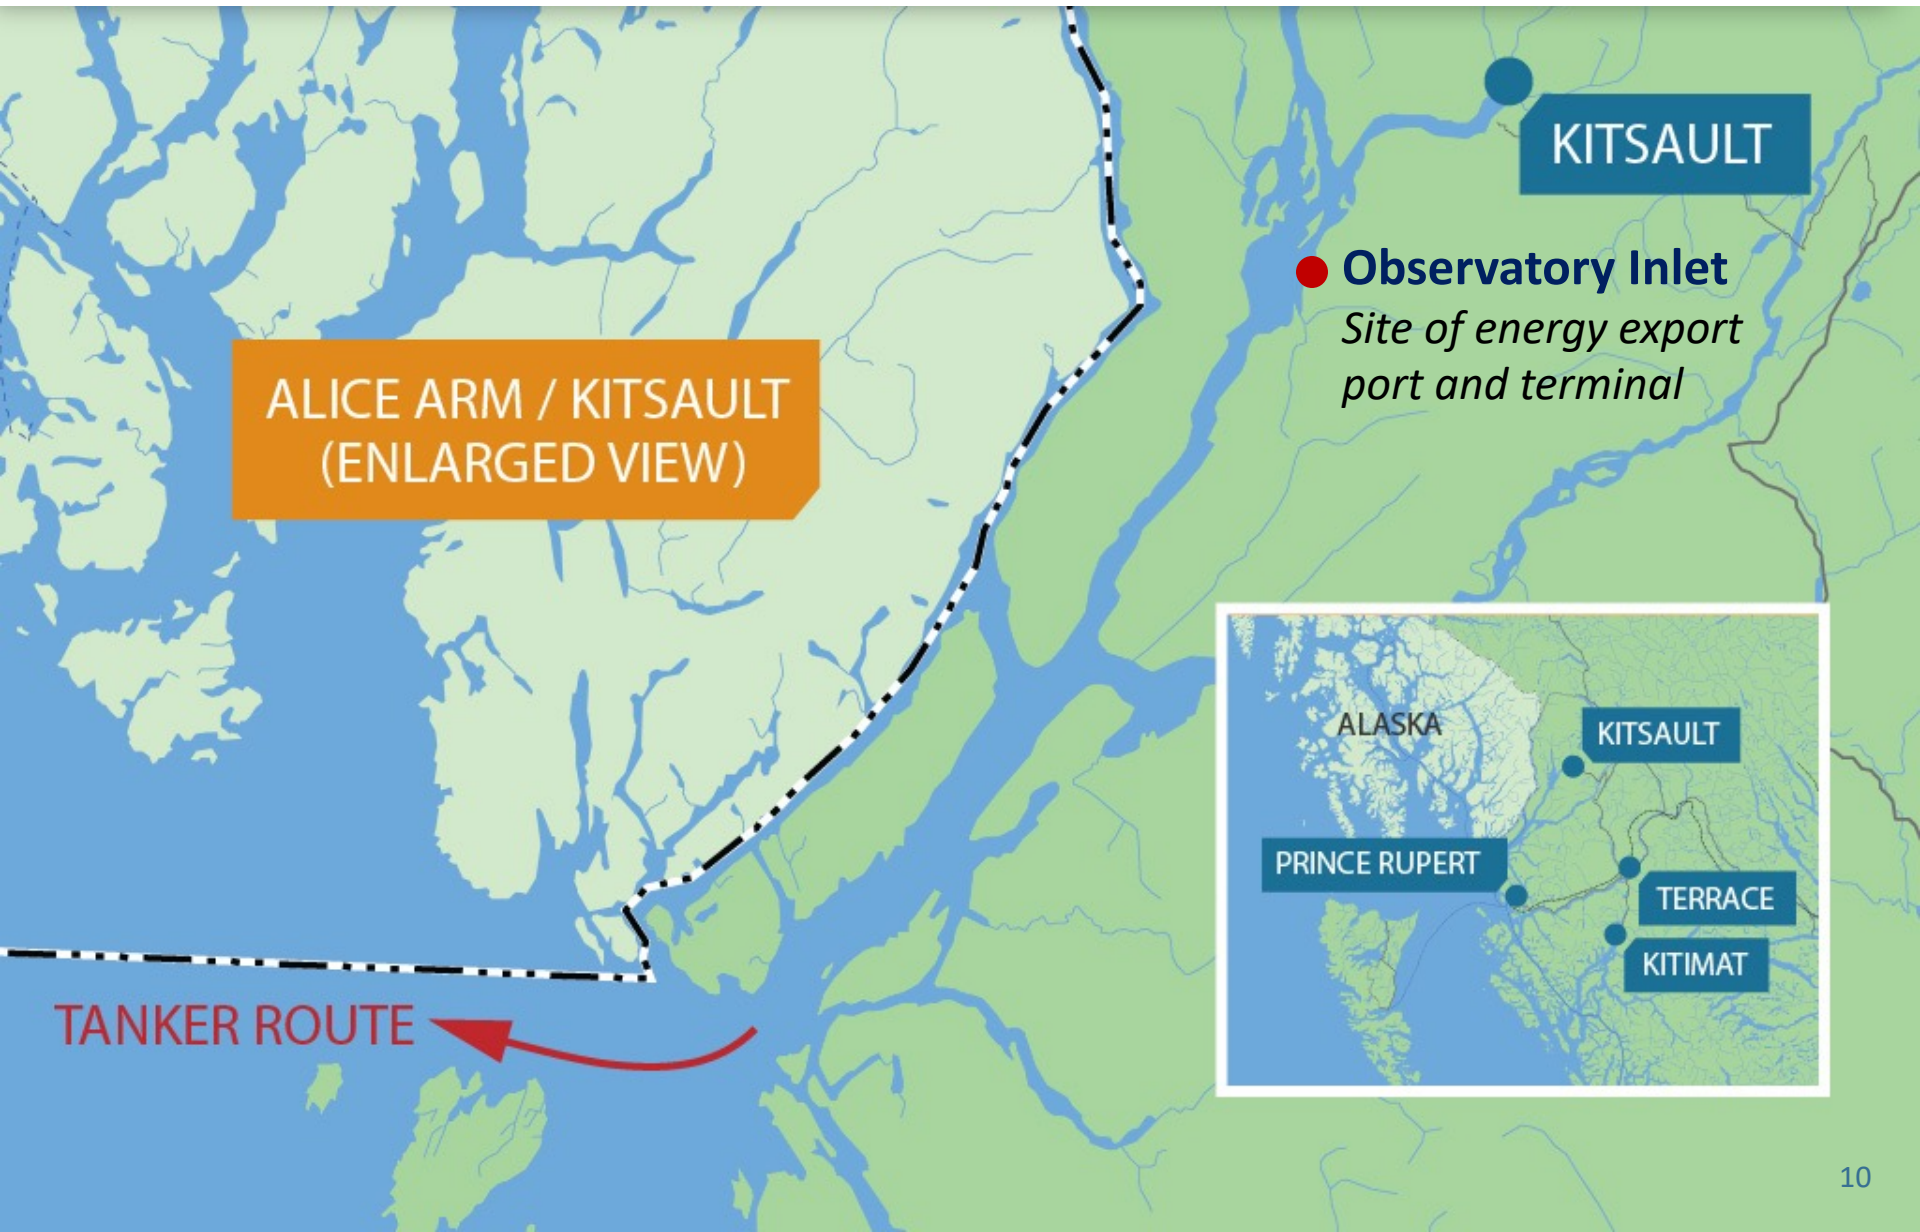 KITSAULT
Observatory Inlet
Site of energy export
port and terminal
ALICE ARM / KITSAULT
(ENLARGED VIEW)
TANKER ROUTE
ALASKA
KITSAULT
PRINCE RUPERT
TERRACE
KITIMAT
10